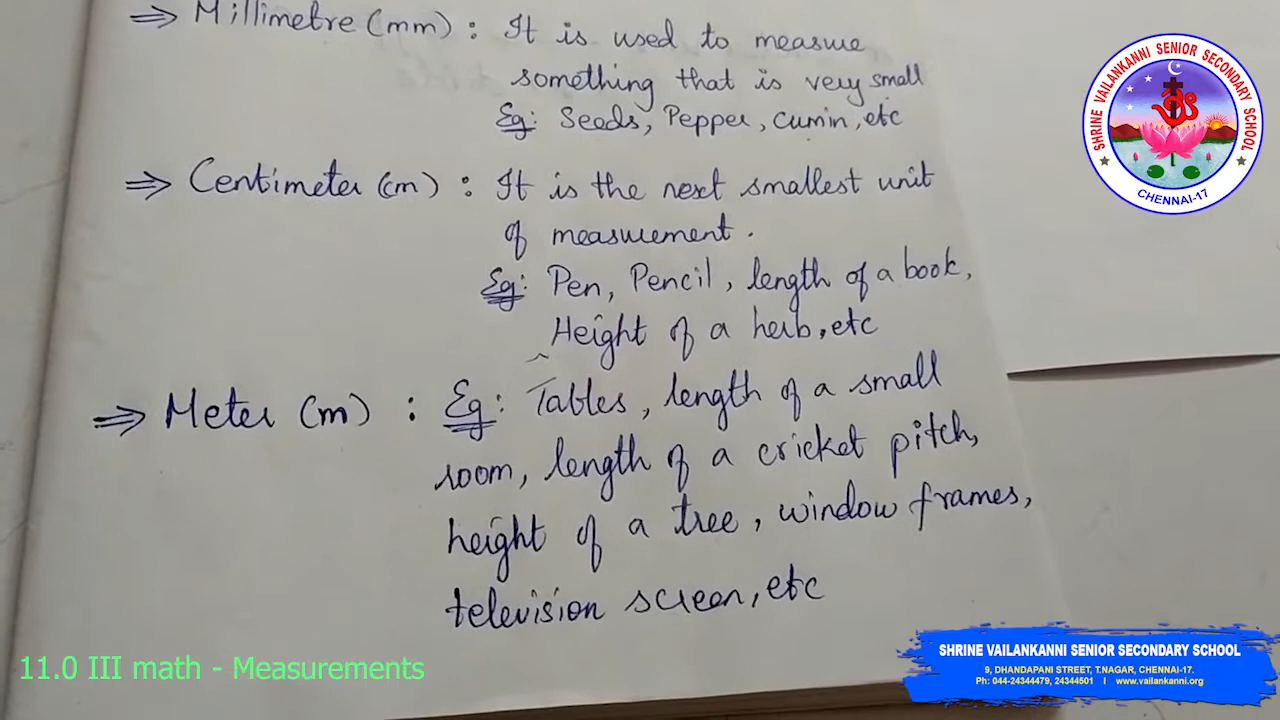 ⇒ Millimetre (mm) : It is used to measure
something that is very small
Eg: Seeds, Pepper, cumin, etc
⇒ Centimeter (cm) : It is the next smallest unit
of measurement.
Eg: Pen, Pencil, length of a book,
Height of a herb, etc
⇒ Meter (m) : Eg: Tables, length of a small
room, length of a cricket pitch,
height of a tree, window frames,
television screen, etc
SHRINE VAILANKANNI SENIOR SECONDARY SCHOOL
CHENNAI-17
11.0 III math - Measurements
SHRINE VAILANKANNI SENIOR SECONDARY SCHOOL
9, DHANDAPANI STREET, T.NAGAR, CHENNAI-17.
Ph: 044-24344479, 24344501 I www.vailankanni.org